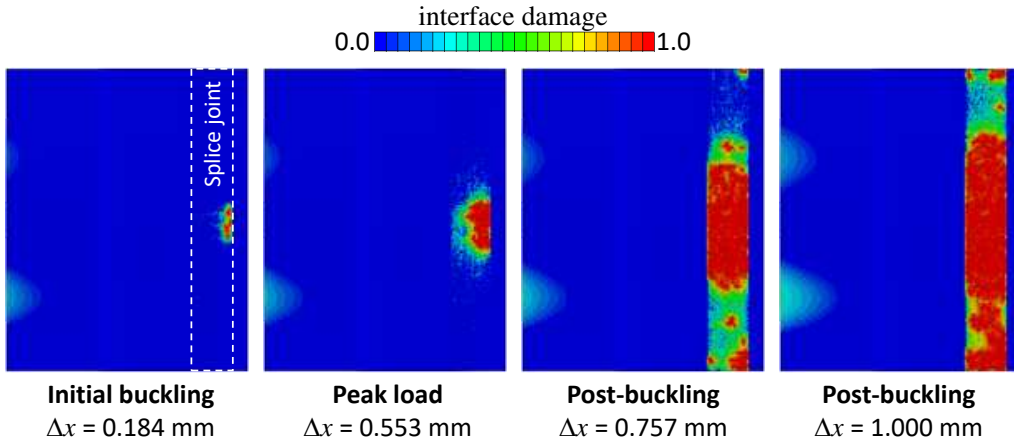 interface damage
0.0 1.0
Splice joint
Initial buckling
Δx = 0.184 mm
Peak load
Δx = 0.553 mm
Post-buckling
Δx = 0.757 mm
Post-buckling
Δx = 1.000 mm